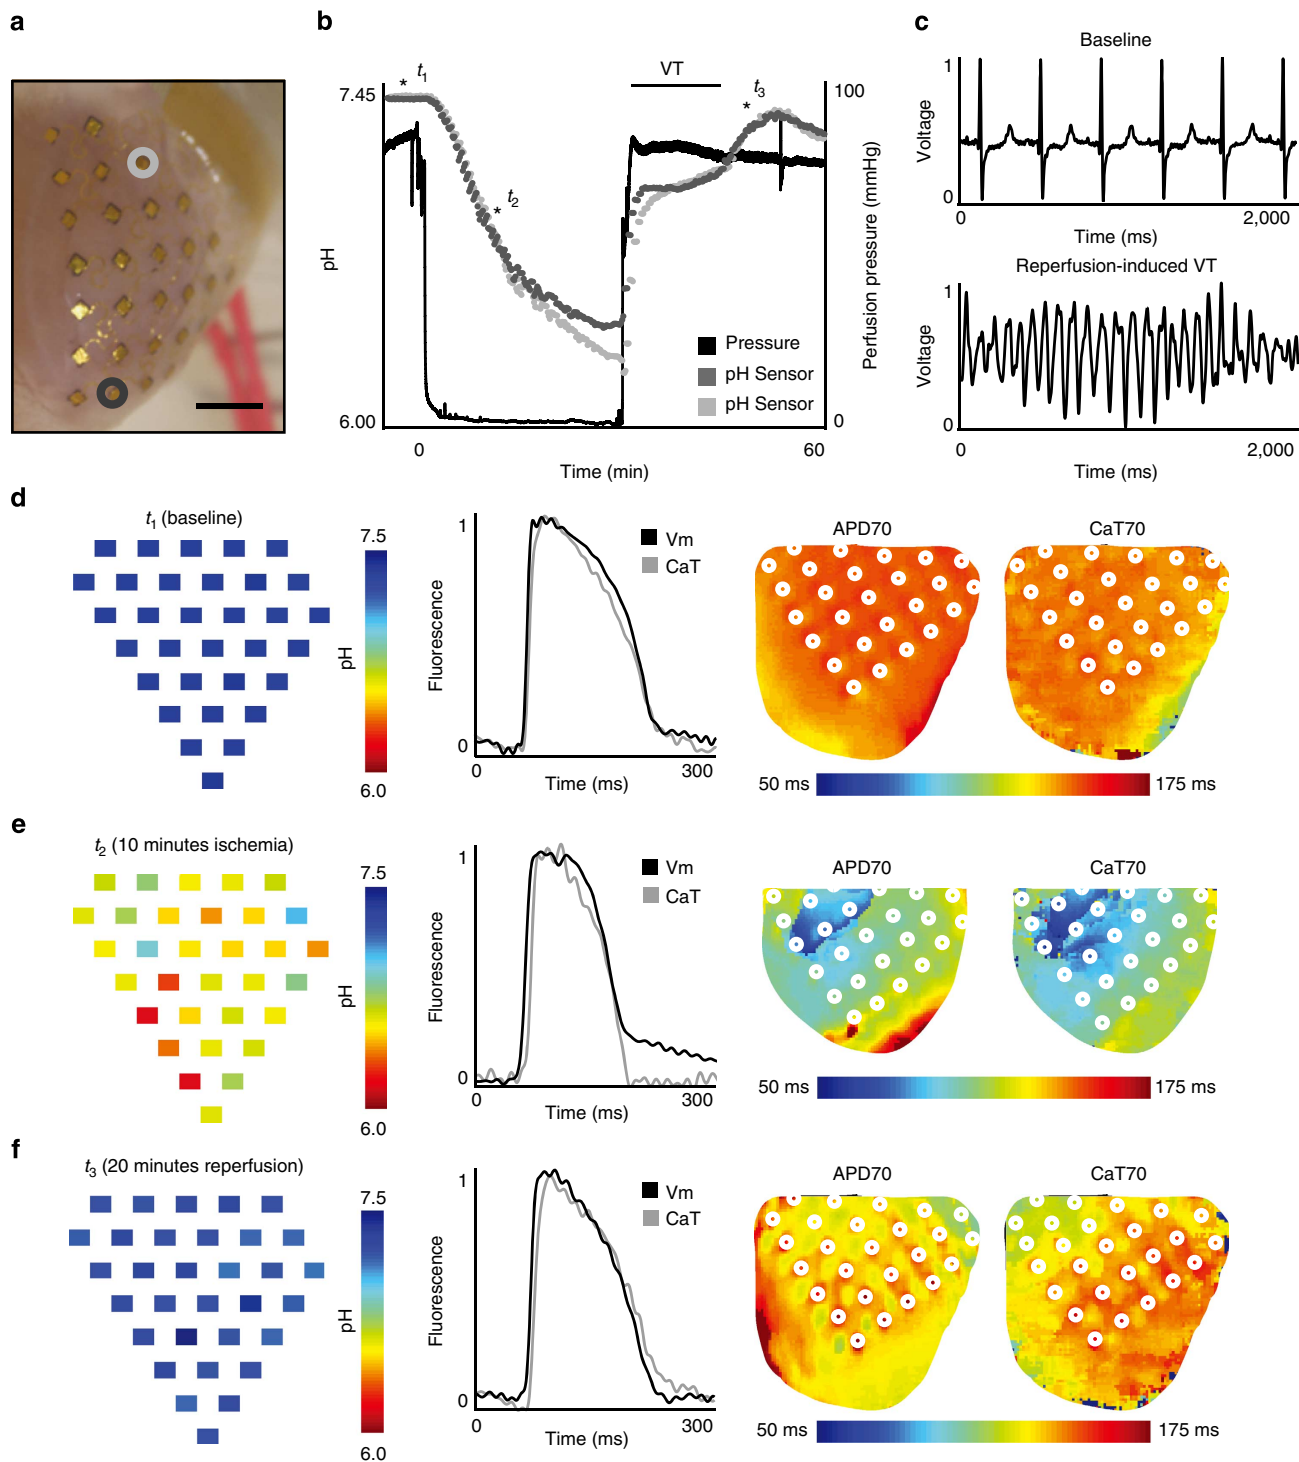 a
b
c
7.45
pH
6.00
* t1
* t2
VT
* t3
100
Perfusion pressure (mmHg)
0
Pressure
pH Sensor
pH Sensor
0
60
Time (min)
Baseline
1
Voltage
0
0
2,000
Time (ms)
Reperfusion-induced VT
1
Voltage
0
0
2,000
Time (ms)
d
t1 (baseline)
7.5
pH
6.0
1
Fluorescence
0
Vm
CaT
0
300
Time (ms)
APD70
CaT70
50 ms
175 ms
e
t2 (10 minutes ischemia)
7.5
pH
6.0
1
Fluorescence
0
Vm
CaT
0
300
Time (ms)
APD70
CaT70
50 ms
175 ms
f
t3 (20 minutes reperfusion)
7.5
pH
6.0
1
Fluorescence
0
Vm
CaT
0
300
Time (ms)
APD70
CaT70
50 ms
175 ms